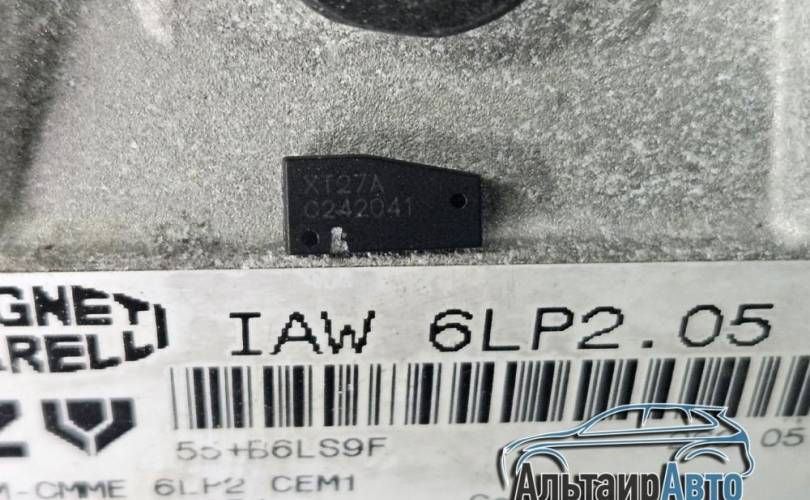 XT27A
C242041
IAW 6LP2.05
55+B6LS9F
6LP2 CEM1
05
АльтаирАвто